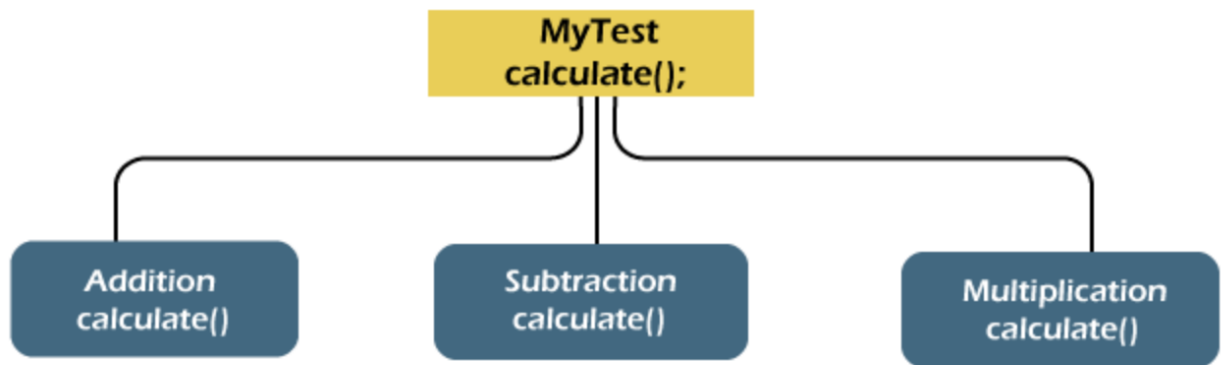 MyTest
calculate();
Addition
calculate()
Subtraction
calculate()
Multiplication
calculate()